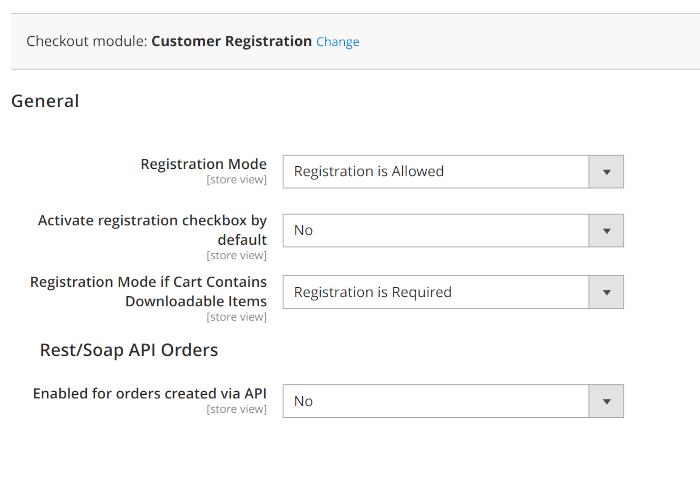 Checkout module: Customer Registration Change
General
Registration Mode
[store view]
Registration is Allowed
Activate registration checkbox by
default
[store view]
No
Registration Mode if Cart Contains
Downloadable Items
[store view]
Registration is Required
Rest/Soap API Orders
Enabled for orders created via API
[store view]
No